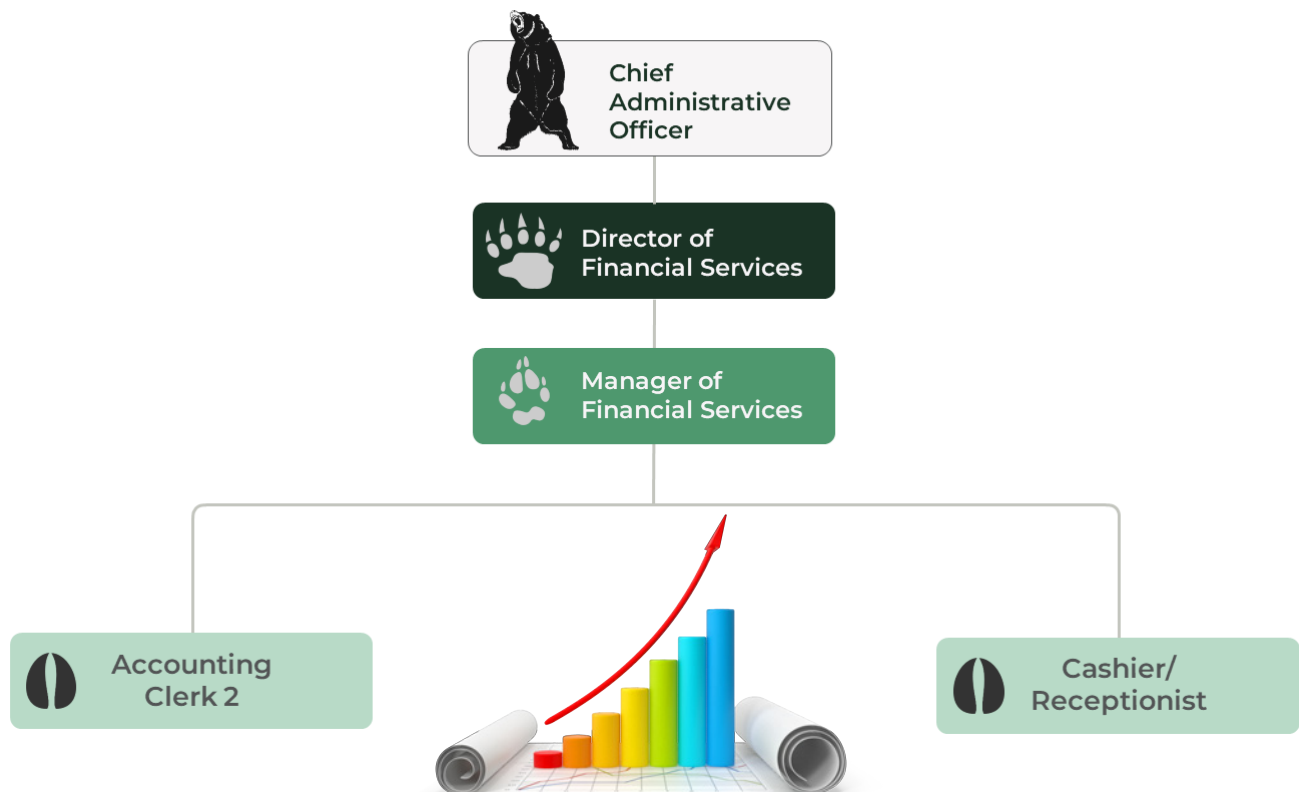 Chief
Administrative
Officer
Director of
Financial Services
Manager of
Financial Services
Accounting
Clerk 2
Cashier/
Receptionist